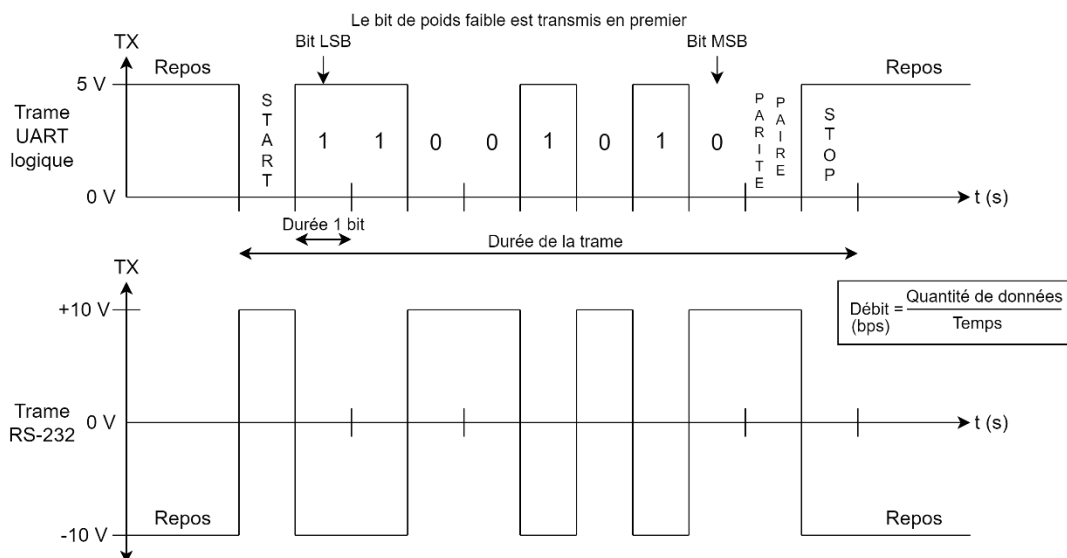 Le bit de poids faible est transmis en premier
TX
Bit LSB
Bit MSB
Repos
Repos
5 V
Trame
UART
logique
START
1
1
0
0
1
0
1
0
PARITE
PAIRE
STOP
0 V
t (s)
Durée 1 bit
Durée de la trame
TX
+10 V
Débit = Quantité de données
(bps) Temps
Trame
RS-232
0 V
t (s)
Repos
Repos
-10 V